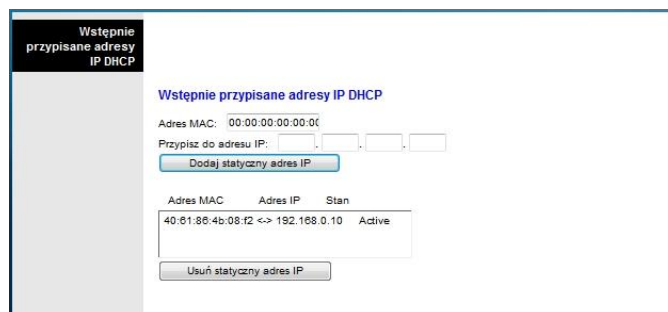 Wstępnie
przypisane adresy
IP DHCP
Wstępnie przypisane adresy IP DHCP
Adres MAC: 00:00:00:00:00:00
Przypisz do adresu IP: . . .
Dodaj statyczny adres IP
Adres MAC Adres IP Stan
40:61:86:4b:08:f2 <-> 192.168.0.10 Active
Usuń statyczny adres IP